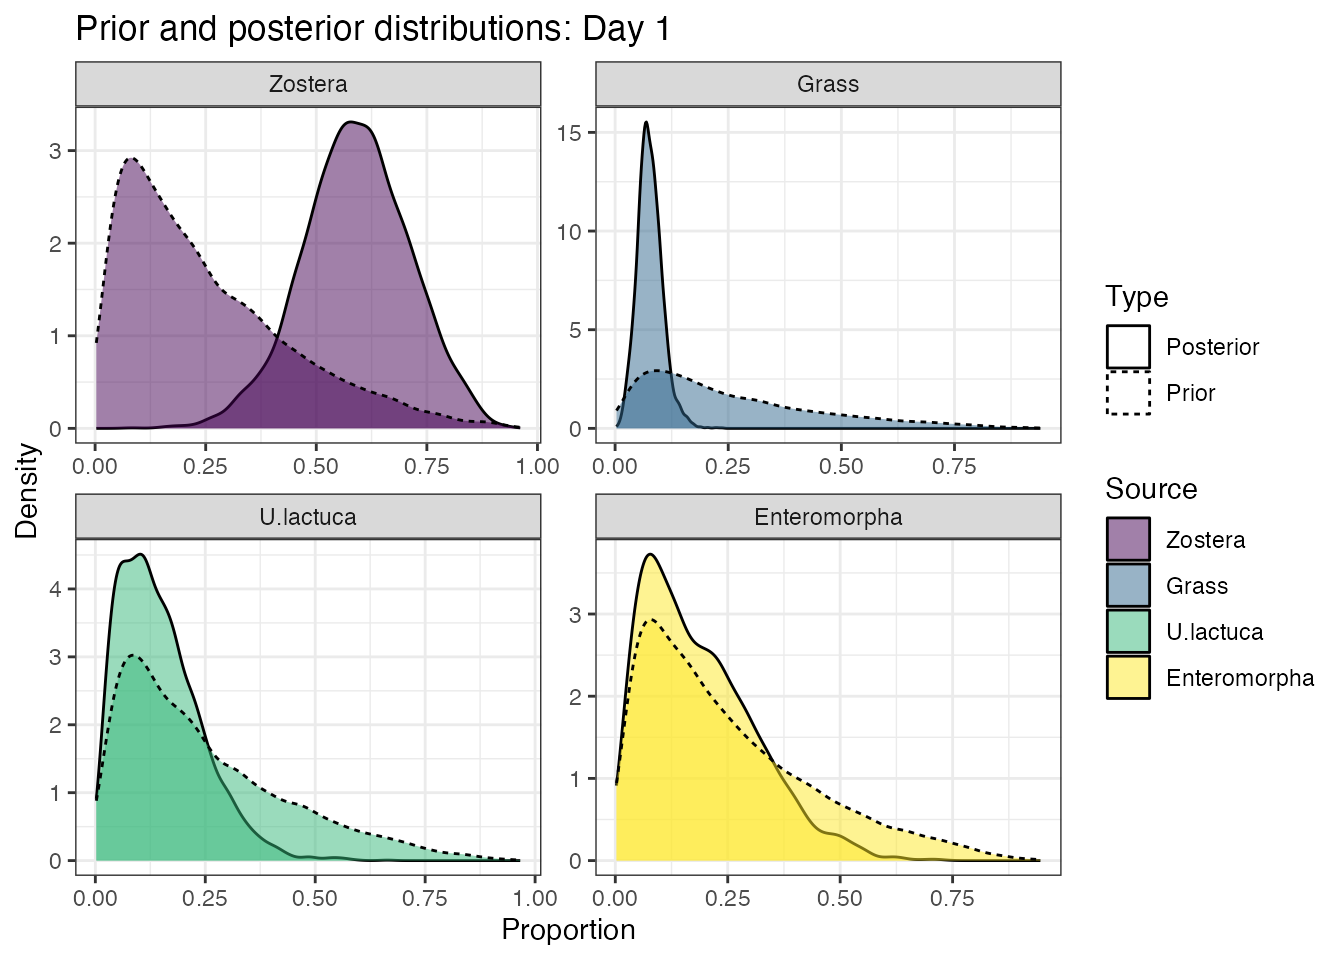 Prior and posterior distributions: Day 1
Zostera
Grass
3
2
1
0
0.00 0.25 0.50 0.75 1.00
15
10
5
0
0.00 0.25 0.50 0.75
U.lactuca
Enteromorpha
4
3
2
1
0
0.00 0.25 0.50 0.75 1.00
3
2
1
0
0.00 0.25 0.50 0.75
Density
Proportion
Type
Posterior
Prior
Source
Zostera
Grass
U.lactuca
Enteromorpha